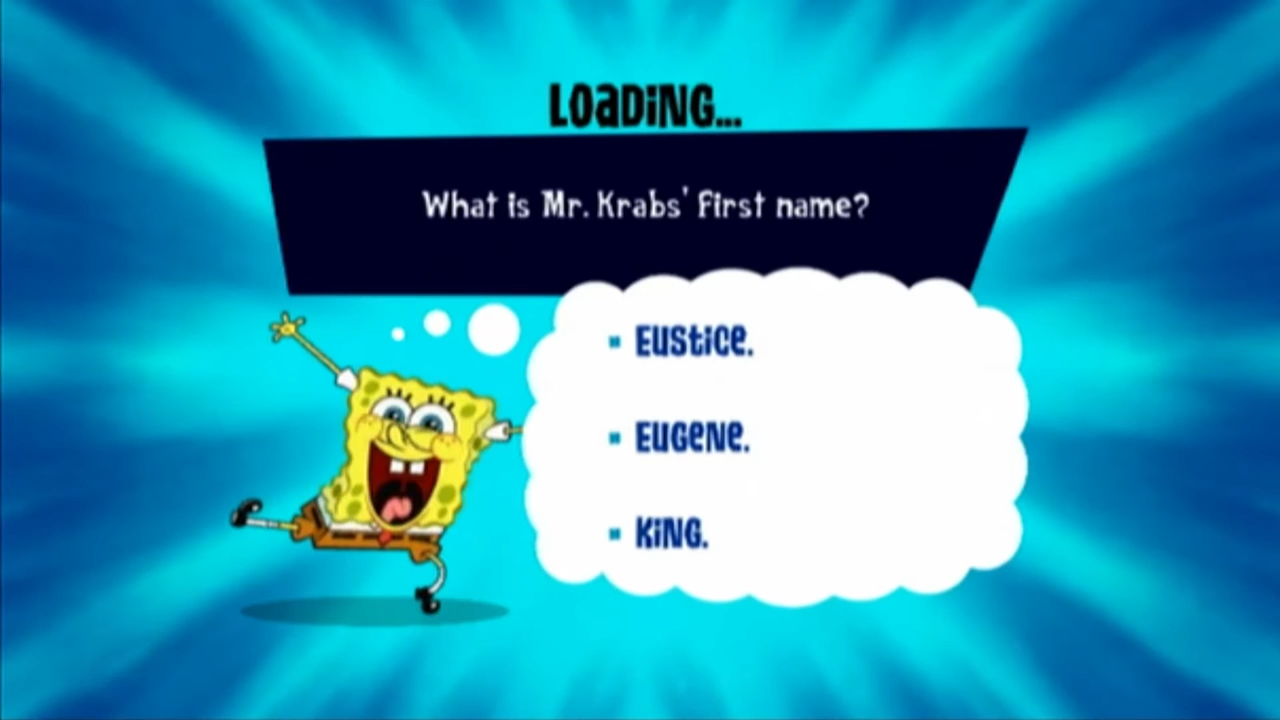 LOADING...
What is Mr. Krabs' first name?
EUSTICE.
EUGENE.
KING.